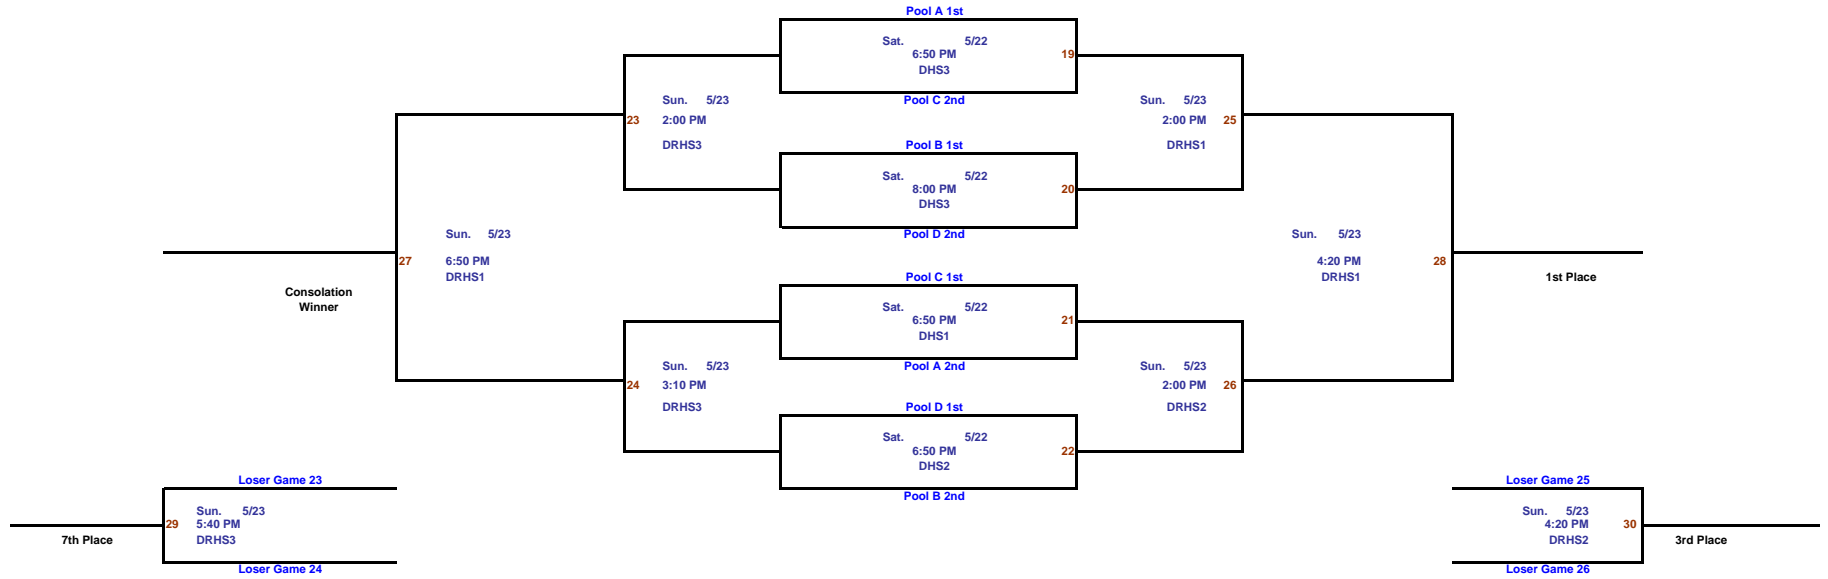 Pool A 1st
Sat. 5/22
6:50 PM 19
DHS3
Pool C 2nd
Sun. 5/23
23 2:00 PM
DRHS3
Sun. 5/23
2:00 PM 25
DRHS1
Pool B 1st
Sat. 5/22
8:00 PM 20
DHS3
Pool D 2nd
Sun. 5/23
27 6:50 PM
DRHS1
Consolation
Winner
Sun. 5/23
4:20 PM 28
DRHS1
1st Place
Pool C 1st
Sat. 5/22
6:50 PM 21
DHS1
Pool A 2nd
Sun. 5/23
24 3:10 PM
DRHS3
Sun. 5/23
2:00 PM 26
DRHS2
Pool D 1st
Sat. 5/22
6:50 PM 22
DHS2
Pool B 2nd
Loser Game 23
Sun. 5/23
29 5:40 PM
DRHS3
7th Place
Loser Game 24
Loser Game 25
Sun. 5/23
4:20 PM 30
DRHS2
3rd Place
Loser Game 26